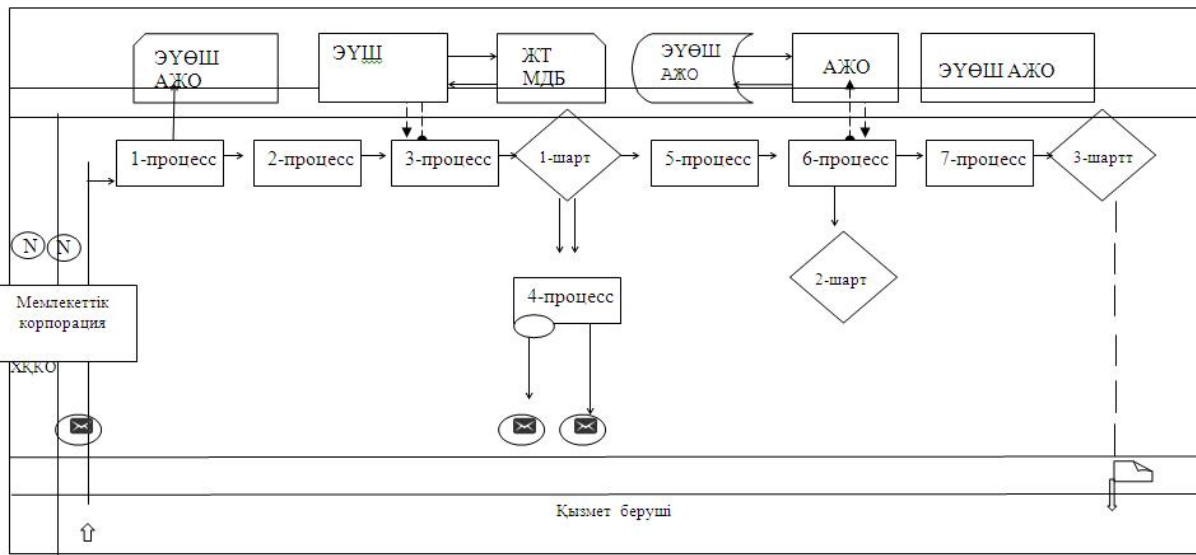 ЭҮӨШ
АЖО
ЭҮШ
ЖТ
МДБ
ЭҮӨШ
АЖО
АЖО
ЭҮӨШ АЖО
1-процесс
2-процесс
3-процесс
1-шарт
5-процесс
6-процесс
7-процесс
3-шартт
N
N
2-шарт
4-процесс
Мемлекеттік
корпорация
ХҚКО
Қызмет беруші